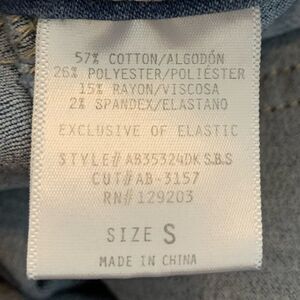 57% COTTON/ALGODÓN
26% POLYESTER/POLIÉSTER
15% RAYON/VISCOSA
2% SPANDEX/ELASTANO
EXCLUSIVE OF ELASTIC
STYLE# AB35324DK S.B.S
CUT# AB-3157
RN# 129203
SIZE S
MADE IN CHINA